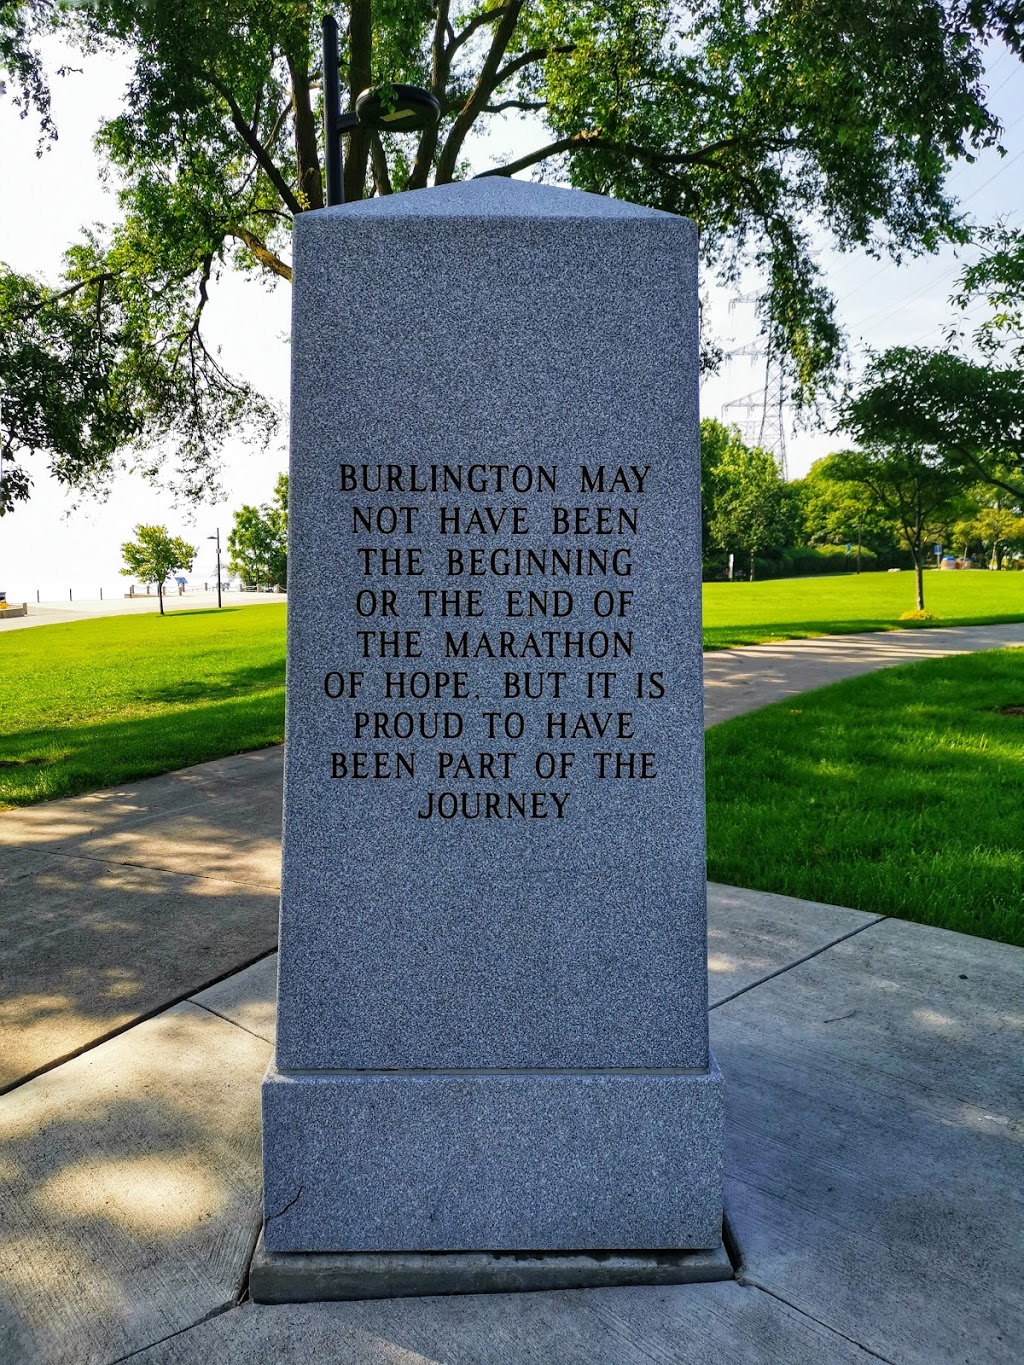 BURLINGTON MAY
NOT HAVE BEEN
THE BEGINNING
OR THE END OF
THE MARATHON
OF HOPE. BUT IT IS
PROUD TO HAVE
BEEN PART OF THE
JOURNEY